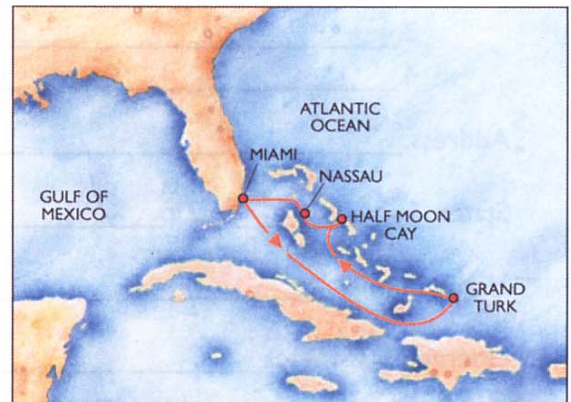 ATLANTIC
OCEAN
MIAMI
NASSAU
GULF OF
MEXICO
HALF MOON
CAY
GRAND
TURK